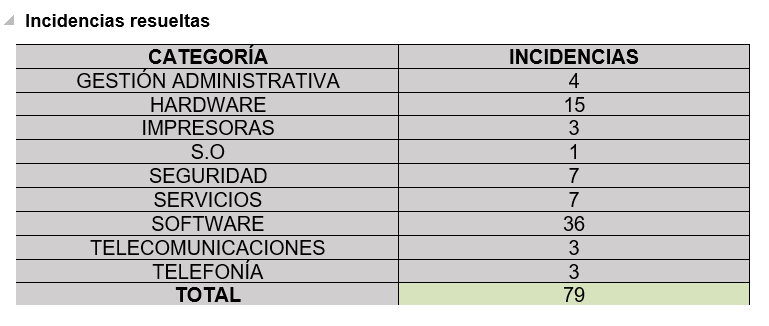 Incidencias resueltas
CATEGORÍA INCIDENCIAS
GESTIÓN ADMINISTRATIVA 4
HARDWARE 15
IMPRESORAS 3
S.O 1
SEGURIDAD 7
SERVICIOS 7
SOFTWARE 36
TELECOMUNICACIONES 3
TELEFONÍA 3
TOTAL 79